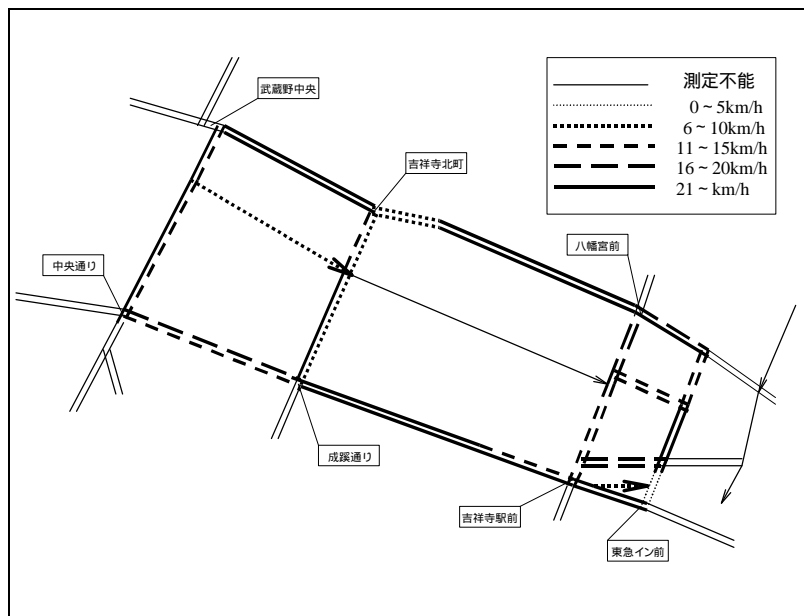 武蔵野中央
測定不能
0~5km/h
6~10km/h
11~15km/h
16~20km/h
21~km/h
吉祥寺北町
八幡宮前
中央通り
成蹊通り
吉祥寺駅前
東急イン前